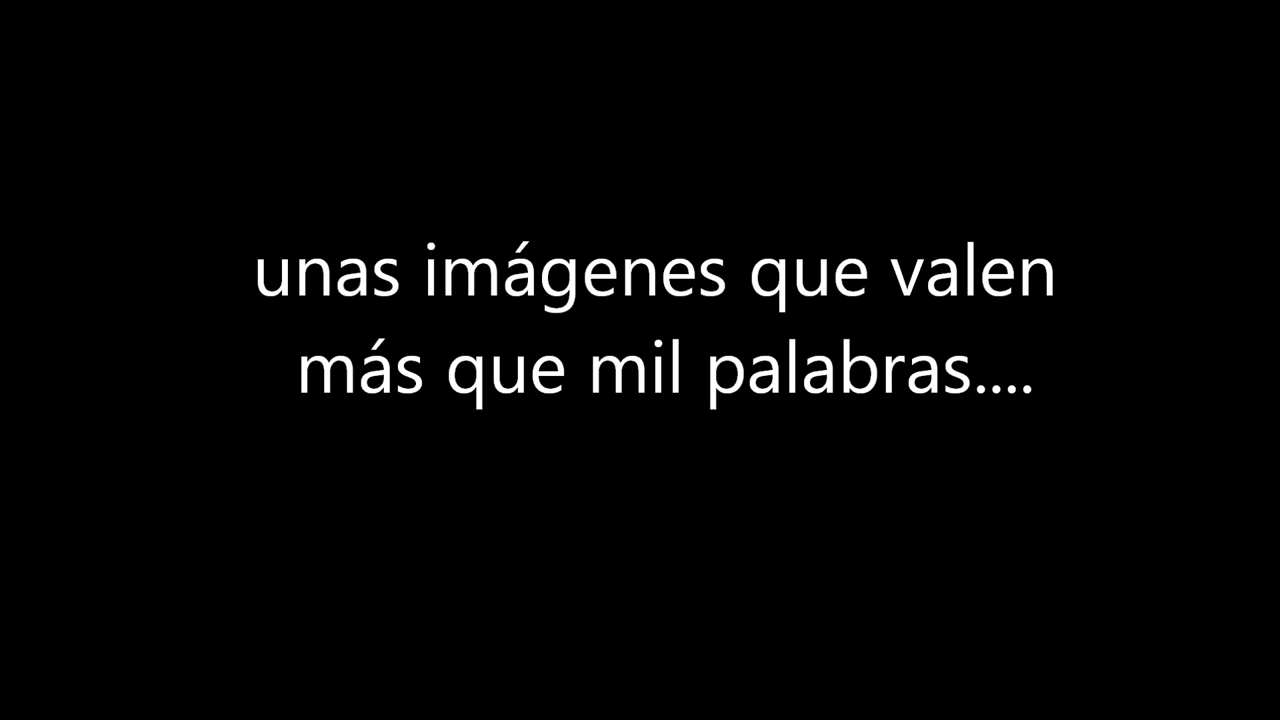 unas imágenes que valen
más que mil palabras....